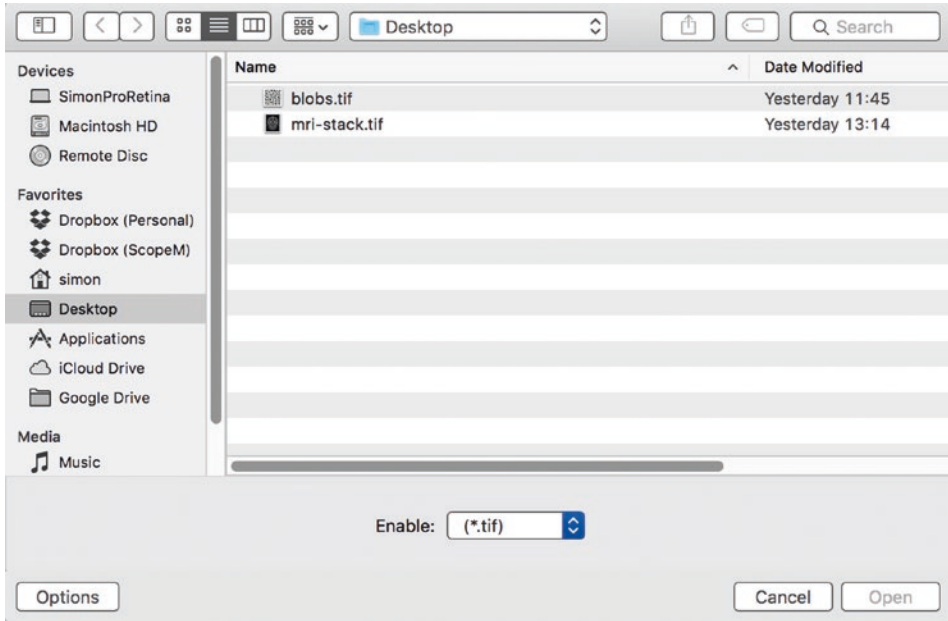 Desktop
Search
Devices
SimonProRetina
Macintosh HD
Remote Disc
Favorites
Dropbox (Personal)
Dropbox (ScopeM)
simon
Desktop
Applications
iCloud Drive
Google Drive
Media
Music
Name
Date Modified
blobs.tif
Yesterday 11:45
mri-stack.tif
Yesterday 13:14
Enable:
(*.tif)
Options
Cancel
Open